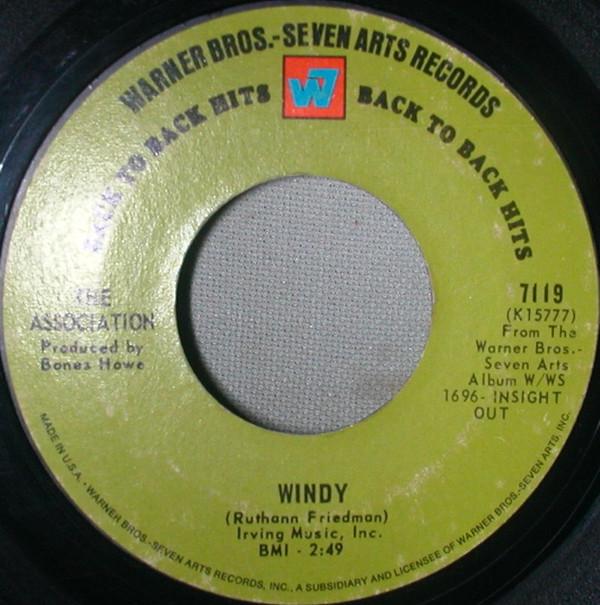 WARNER BROS.-SEVEN ARTS RECORDS
BACK TO BACK HITS
W7
BACK TO BACK HITS
THE
ASSOCIATION
Produced by
Bones Howe
7119
(K15777)
From The
Warner Bros.-
Seven Arts
Album W/WS
1696- INSIGHT
OUT
WINDY
(Ruthann Friedman)
Irving Music, Inc.
BMI - 2:49
MADE IN U.S.A. • WARNER BROS.-SEVEN ARTS RECORDS, INC., A SUBSIDIARY AND LICENSEE OF WARNER BROS.-SEVEN ARTS, INC.